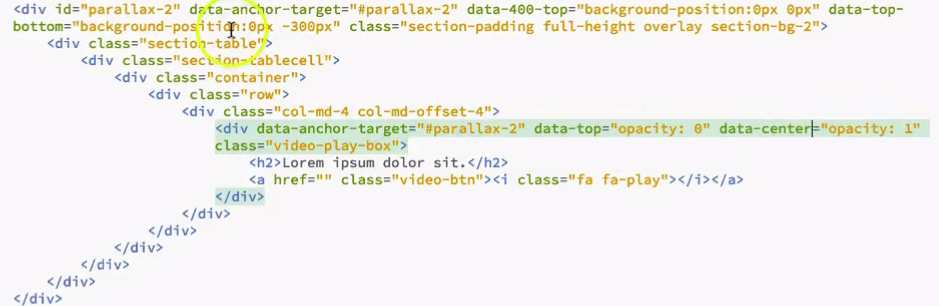 <div id="parallax-2" data-anchor-target="#parallax-2" data-400-top="background-position:0px 0px" data-top-
bottom="background-position:0px -300px" class="section-padding full-height overlay section-bg-2">
<div class="section-table">
<div class="section-tablecell">
<div class="container">
<div class="row">
<div class="col-md-4 col-md-offset-4">
<div data-anchor-target="#parallax-2" data-top="opacity: 0" data-center="opacity: 1"
class="video-play-box">
<h2>Lorem ipsum dolor sit.</h2>
<a href="" class="video-btn"><i class="fa fa-play"></i></a>
</div>
</div>
</div>
</div>
</div>
</div>
</div>